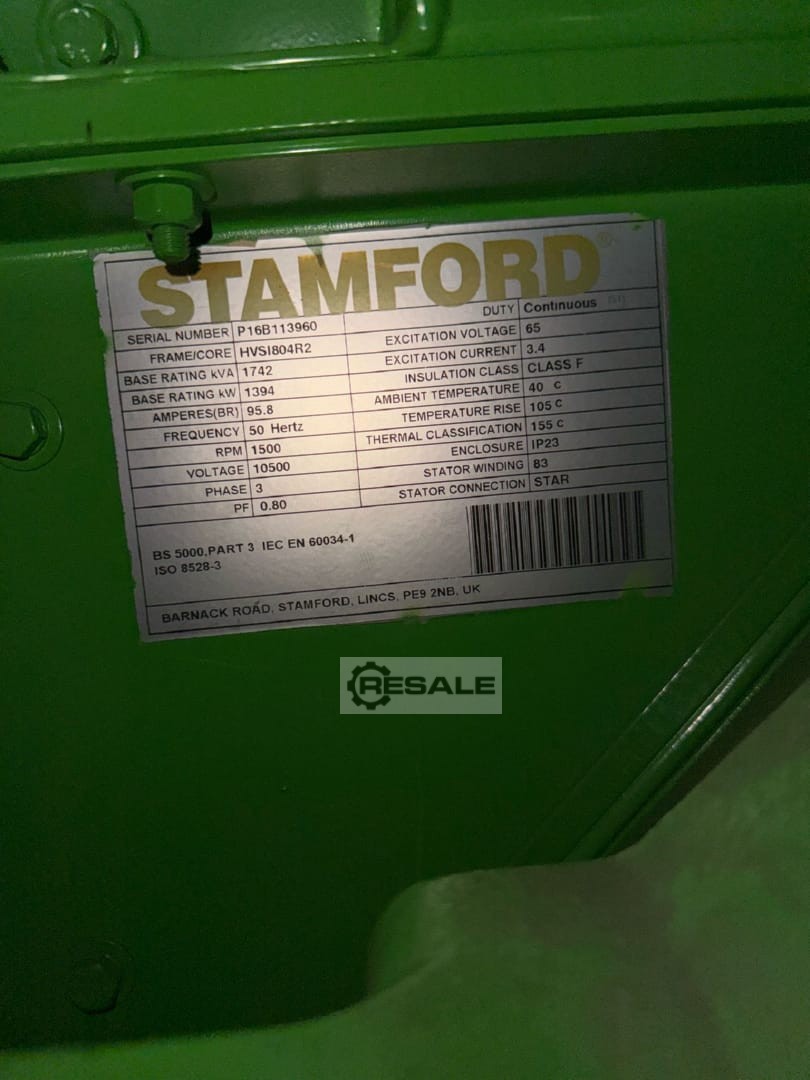 STAMFORD®
SERIAL NUMBER P16B113960
FRAME/CORE HVSI804R2
BASE RATING kVA 1742
BASE RATING kW 1394
AMPERES(BR) 95.8
FREQUENCY 50 Hertz
RPM 1500
VOLTAGE 10500
PHASE 3
PF 0.80
DUTY Continuous
EXCITATION VOLTAGE 65
EXCITATION CURRENT 3.4
INSULATION CLASS CLASS F
AMBIENT TEMPERATURE 40 C
TEMPERATURE RISE 105 C
THERMAL CLASSIFICATION 155 C
ENCLOSURE IP23
STATOR WINDING 83
STATOR CONNECTION STAR
BS 5000,PART 3 IEC EN 60034-1
ISO 8528-3
BARNACK ROAD, STAMFORD, LINCS, PE9 2NB, UK
RESALE